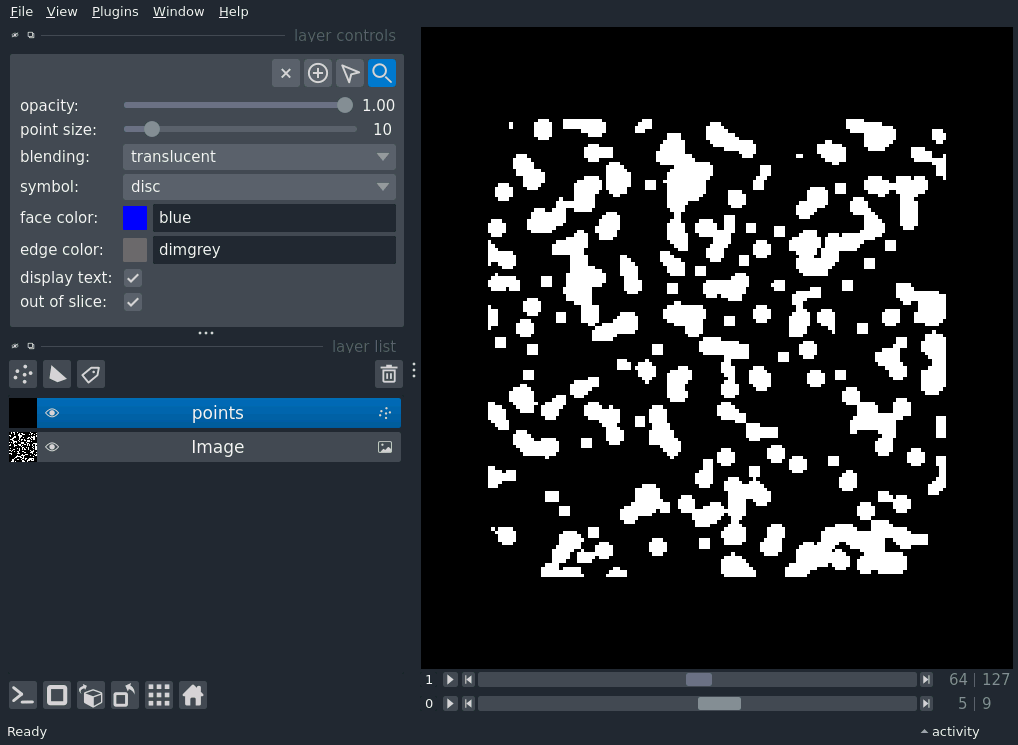 File View Plugins Window Help
layer controls
opacity: 1.00
point size: 10
blending: translucent
symbol: disc
face color: blue
edge color: dimgrey
display text:
out of slice:
layer list
points
Image
1 64 | 127
0 5 | 9
Ready activity